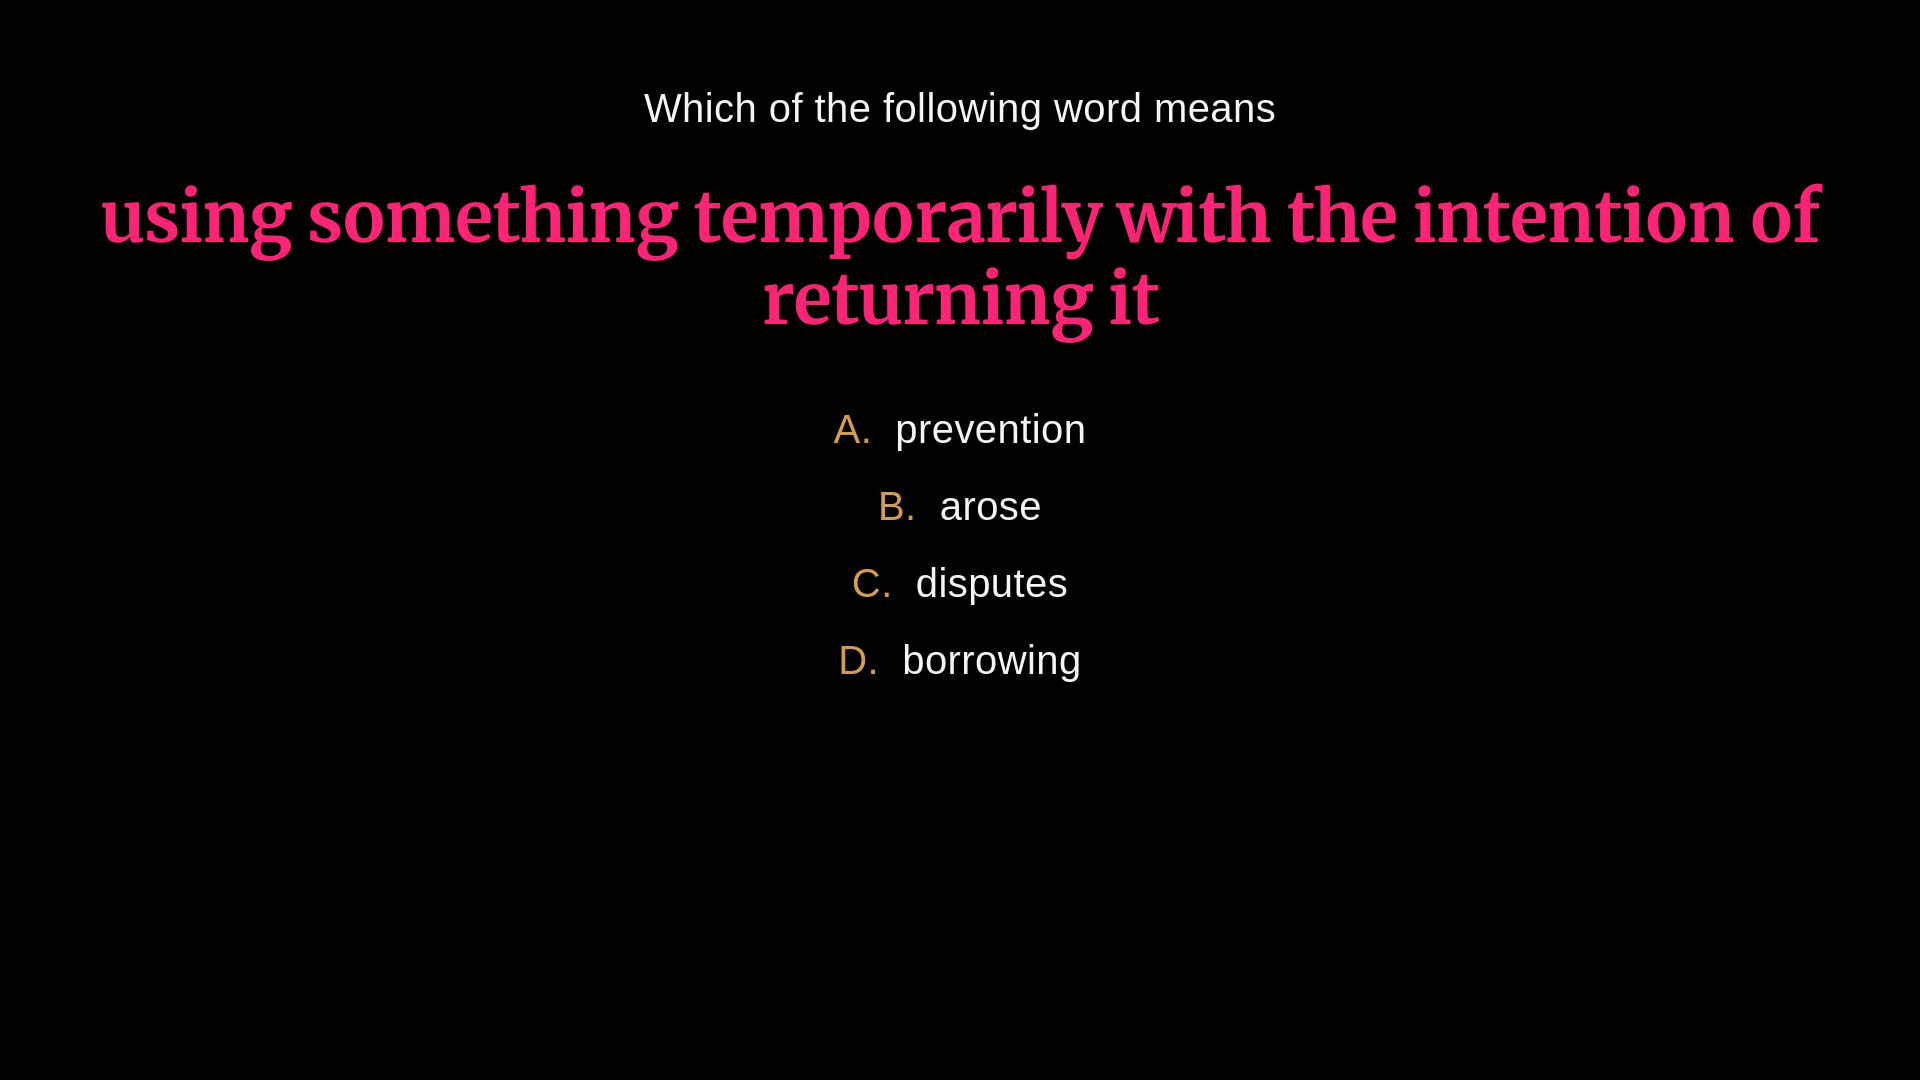 Which of the following word means
using something temporarily with the intention of
returning it
A. prevention
B. arose
C. disputes
D. borrowing